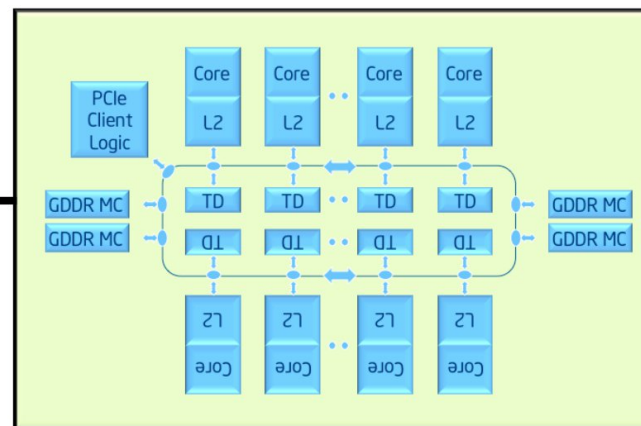 Core Core Core Core
PCIe
Client
Logic
L2 L2 L2 L2
GDDR MC TD TD TD TD GDDR MC
GDDR MC TD TD TD TD GDDR MC
L2 L2 L2 L2
Core Core Core Core